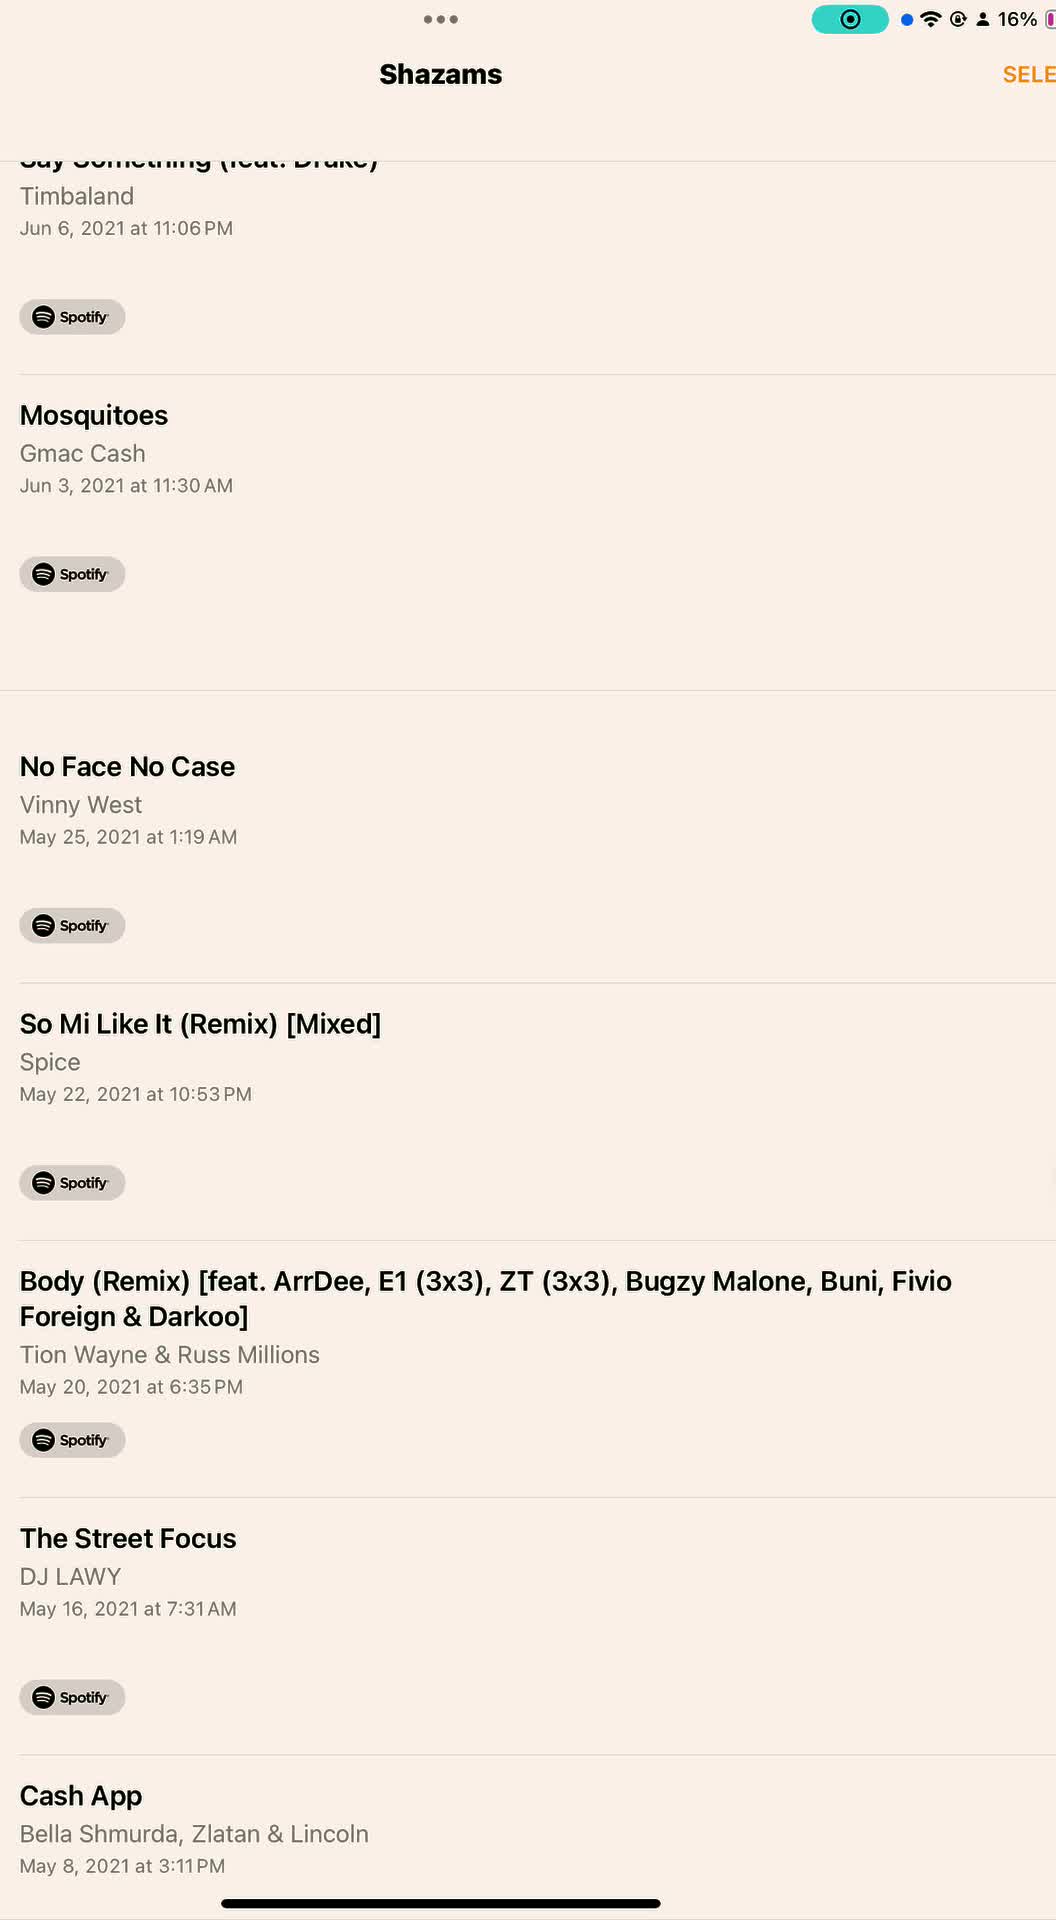 16%
Shazams
SELE
Say Something (feat. Drake)
Timbaland
Jun 6, 2021 at 11:06 PM
Spotify
Mosquitoes
Gmac Cash
Jun 3, 2021 at 11:30 AM
Spotify
No Face No Case
Vinny West
May 25, 2021 at 1:19 AM
Spotify
So Mi Like It (Remix) [Mixed]
Spice
May 22, 2021 at 10:53 PM
Spotify
Body (Remix) [feat. ArrDee, E1 (3x3), ZT (3x3), Bugzy Malone, Buni, Fivio
Foreign & Darkoo]
Tion Wayne & Russ Millions
May 20, 2021 at 6:35 PM
Spotify
The Street Focus
DJ LAWY
May 16, 2021 at 7:31 AM
Spotify
Cash App
Bella Shmurda, Zlatan & Lincoln
May 8, 2021 at 3:11 PM